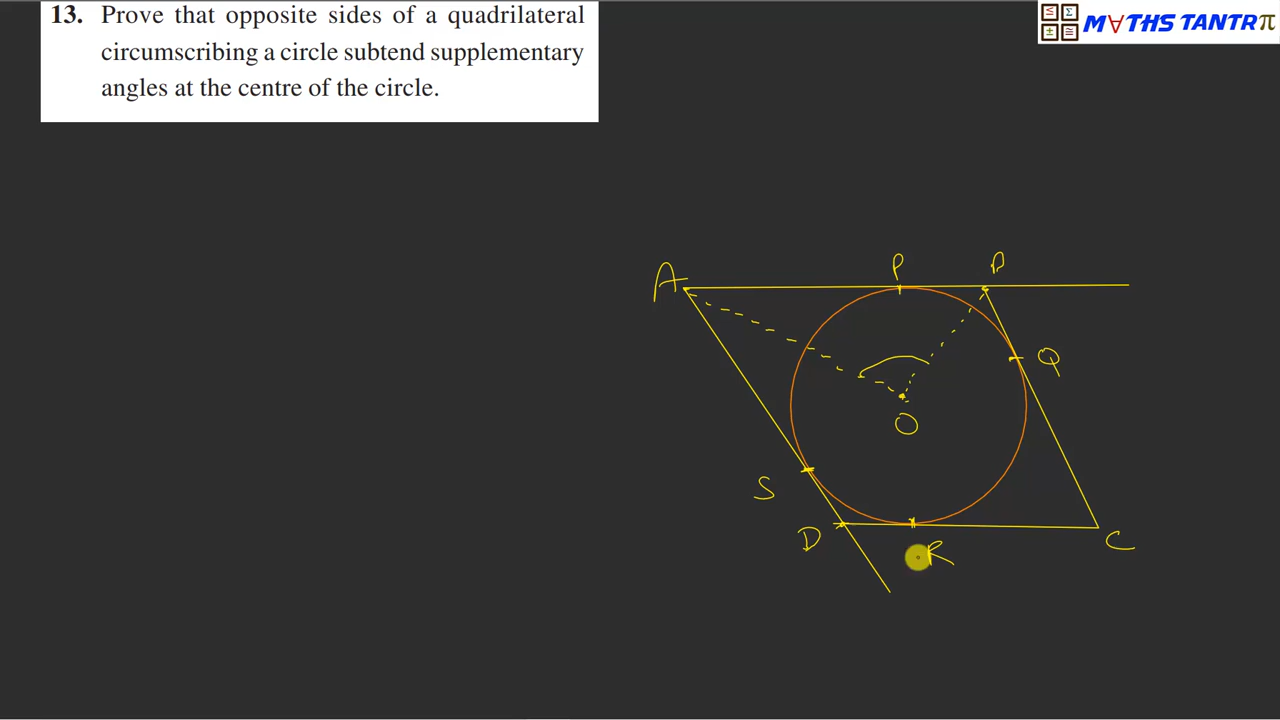 13. Prove that opposite sides of a quadrilateral
circumscribing a circle subtend supplementary
angles at the centre of the circle.
≤ Σ ± ≅ M∀THS TANTRπ
A P B
Q
O
S
D R C